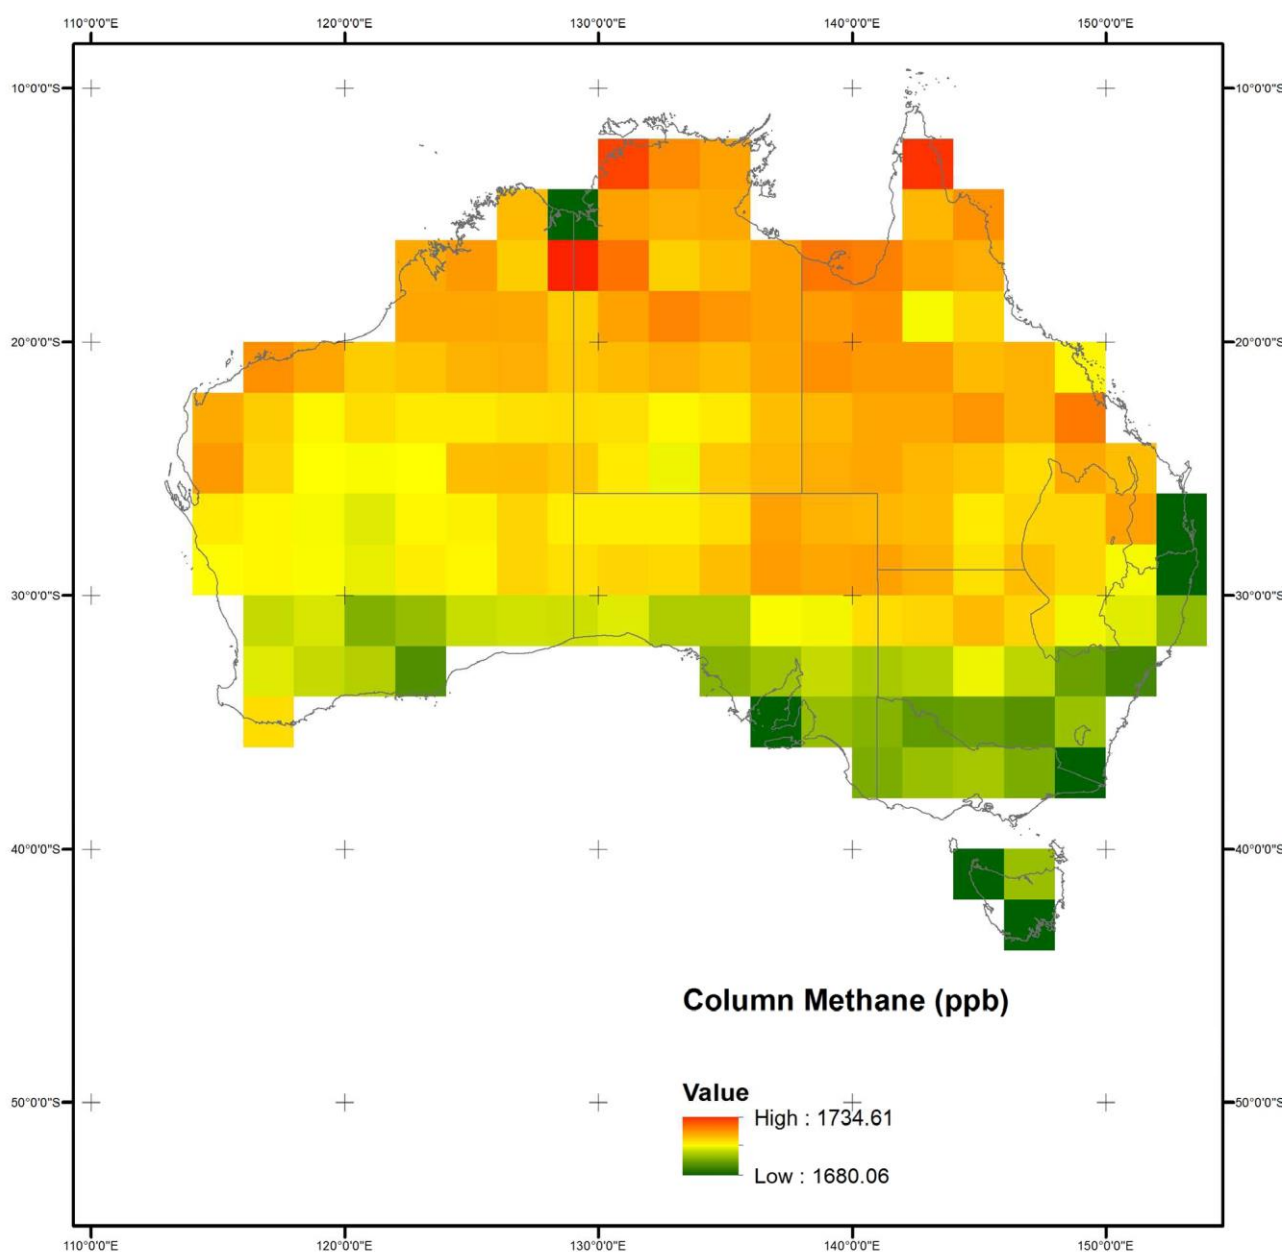 110°0'0"E 120°0'0"E 130°0'0"E 140°0'0"E 150°0'0"E
10°0'0"S 10°0'0"S
20°0'0"S 20°0'0"S
30°0'0"S 30°0'0"S
40°0'0"S 40°0'0"S
Column Methane (ppb)
Value
50°0'0"S 50°0'0"S
High : 1734.61
Low : 1680.06
110°0'0"E 120°0'0"E 130°0'0"E 140°0'0"E 150°0'0"E